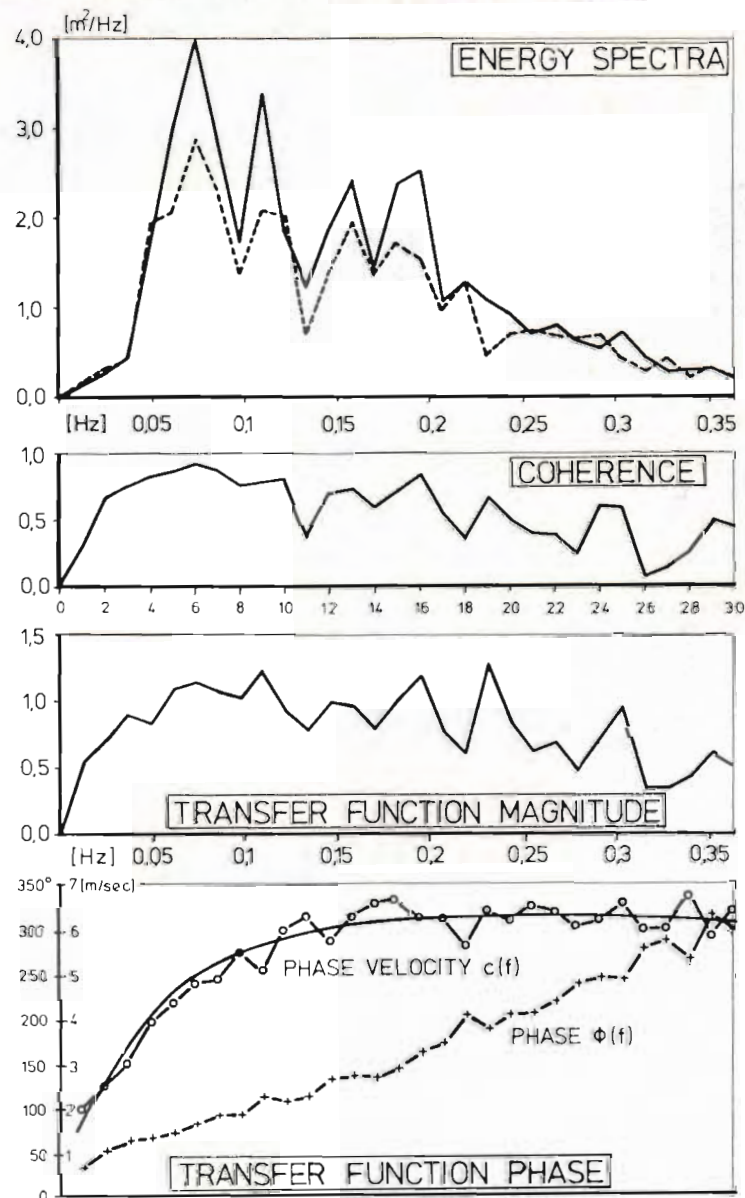 [m²/Hz]
4,0
ENERGY SPECTRA
3,0
2,0
1,0
0,0
[Hz] 0,05 0,1 0,15 0,2 0,25 0,3 0,35
1,0
COHERENCE
0,5
0,0
0 2 4 6 8 10 12 14 16 18 20 22 24 26 28 30
1,5
1,0
0,5
TRANSFER FUNCTION MAGNITUDE
0,0
[Hz] 0,05 0,1 0,15 0,2 0,25 0,3 0,35
350° 7 [m/sec]
300 6
250 5
PHASE VELOCITY c(f)
200 4
PHASE Φ(f)
150 3
100 2
50 1
TRANSFER FUNCTION PHASE
0